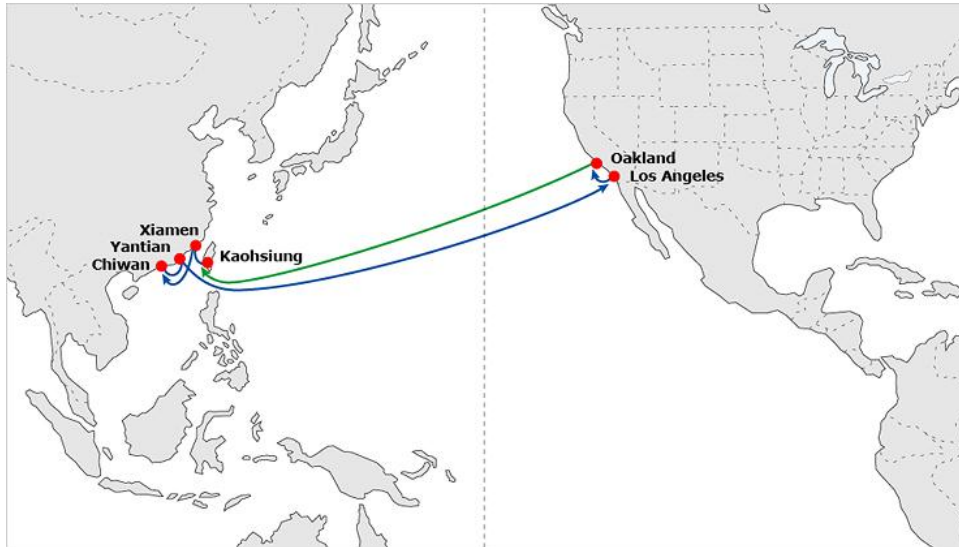 Oakland
Los Angeles
Xiamen
Yantian
Chiwan
Kaohsiung